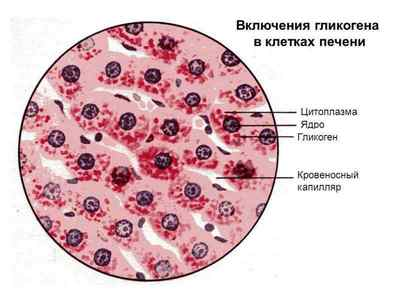 Включения гликогена
в клетках печени
Цитоплазма
Ядро
Гликоген
Кровеносный
капилляр